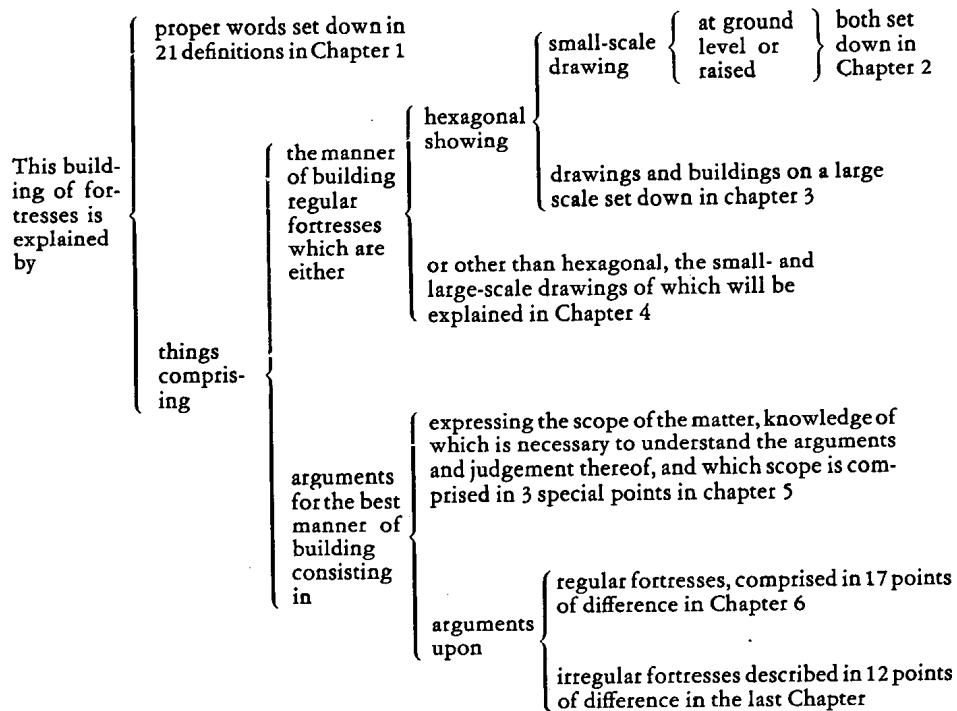 This build-
ing of for-
tresses is
explained
by
proper words set down in
21 definitions in Chapter 1
things
compris-
ing
the manner
of building
regular
fortresses
which are
either
hexagonal
showing
small-scale
drawing
at ground
level or
raised
both set
down in
Chapter 2
drawings and buildings on a large
scale set down in chapter 3
or other than hexagonal, the small- and
large-scale drawings of which will be
explained in Chapter 4
arguments
for the best
manner of
building
consisting
in
expressing the scope of the matter, knowledge of
which is necessary to understand the arguments
and judgement thereof, and which scope is com-
prised in 3 special points in chapter 5
arguments
upon
regular fortresses, comprised in 17 points
of difference in Chapter 6
irregular fortresses described in 12 points
of difference in the last Chapter